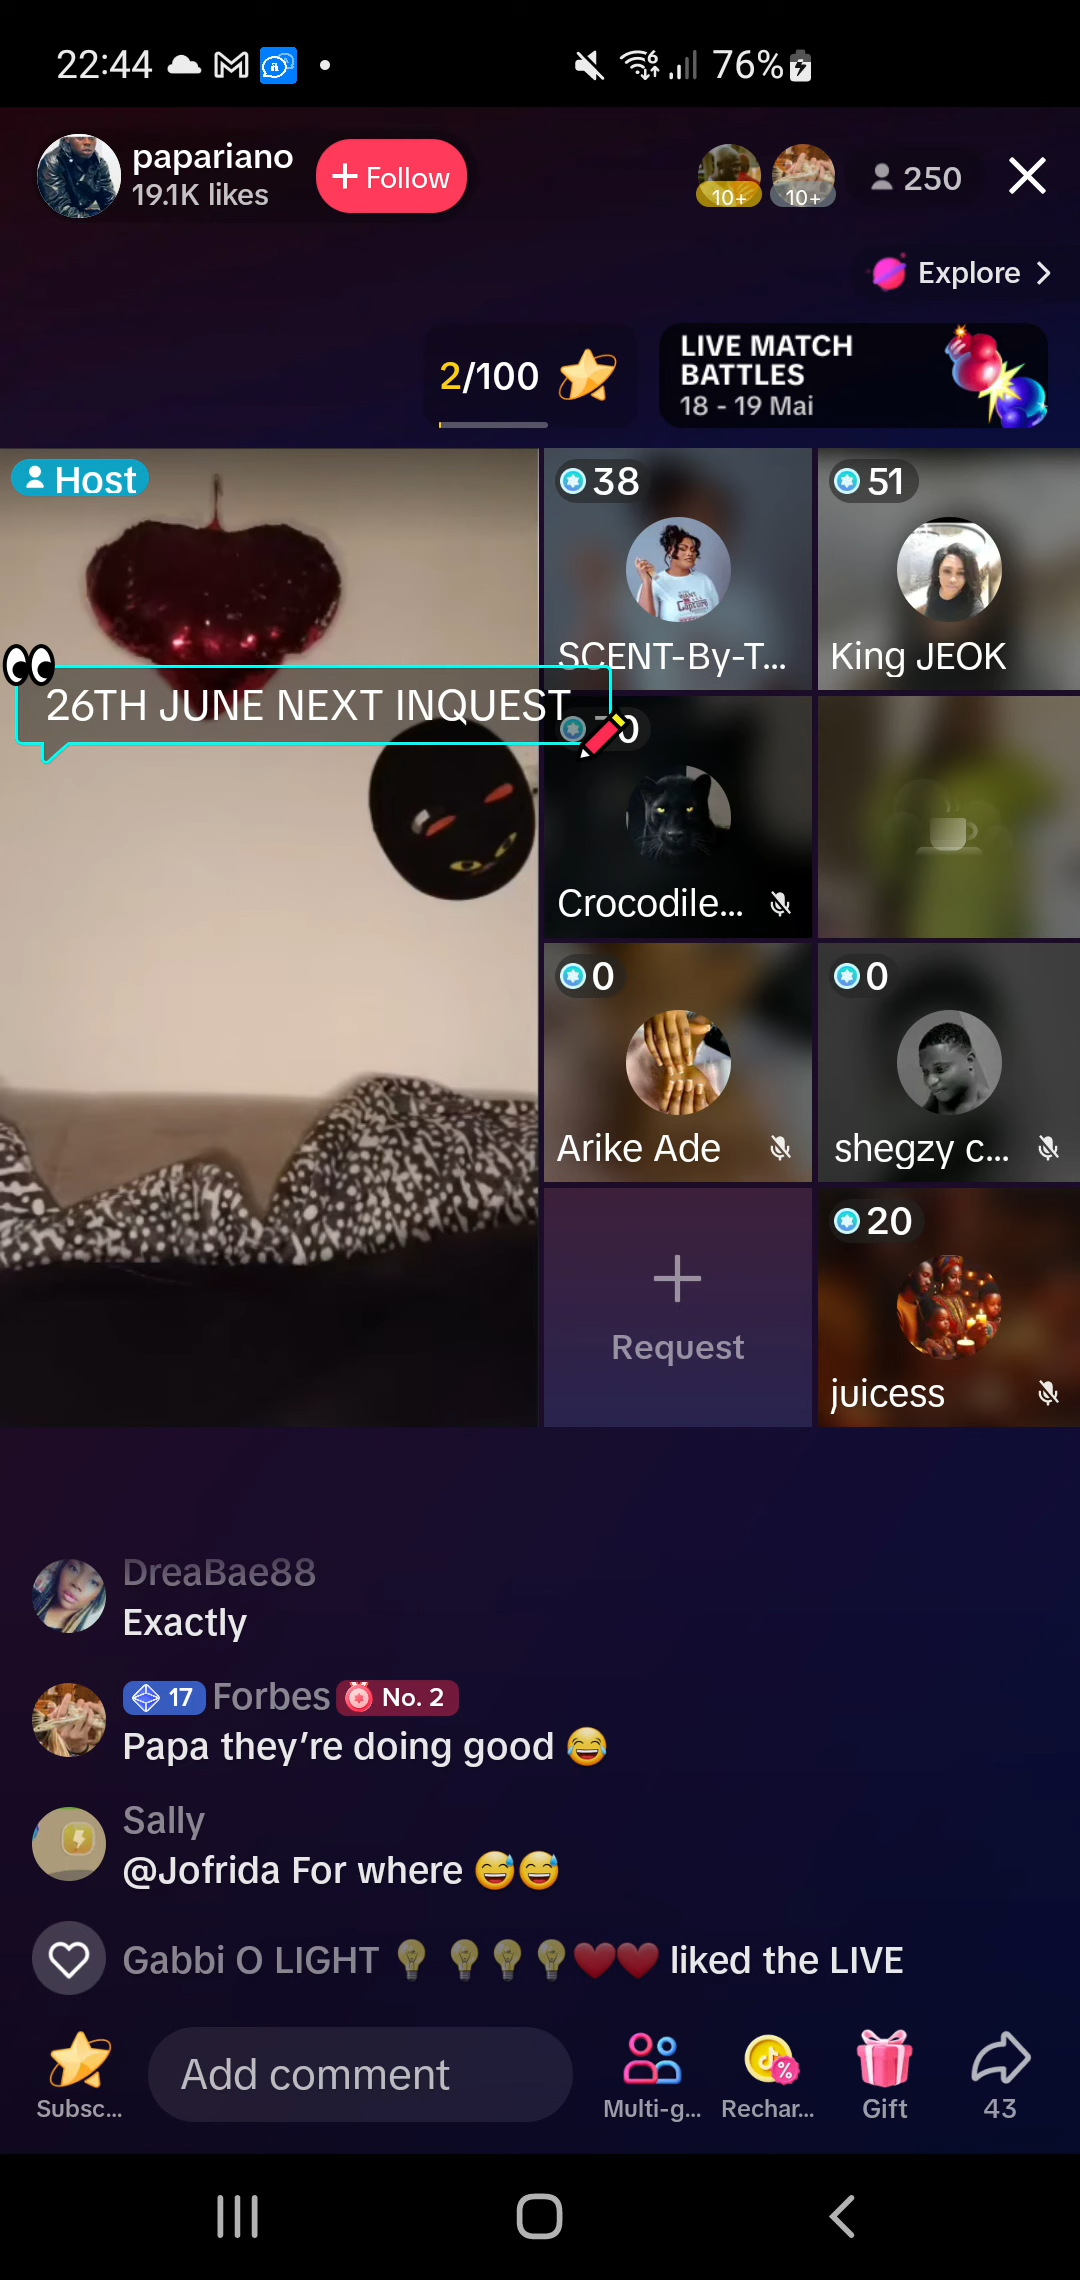 22:44
76%
papariano
19.1K likes
+ Follow
10+
10+
250
Explore >
2/100
LIVE MATCH
BATTLES
18 - 19 Mai
Host
38
51
SCENT-By-T...
King JEOK
26TH JUNE NEXT INQUEST
Crocodile...
0
0
Arike Ade
shegzy c...
20
Request
juicess
DreaBae88
Exactly
17 Forbes No. 2
Papa they’re doing good 😂
Sally
@Jofrida For where 😅😅
Gabbi O LIGHT 💡 💡💡💡❤️❤️ liked the LIVE
Subsc...
Add comment
Multi-g...
Rechar...
Gift
43